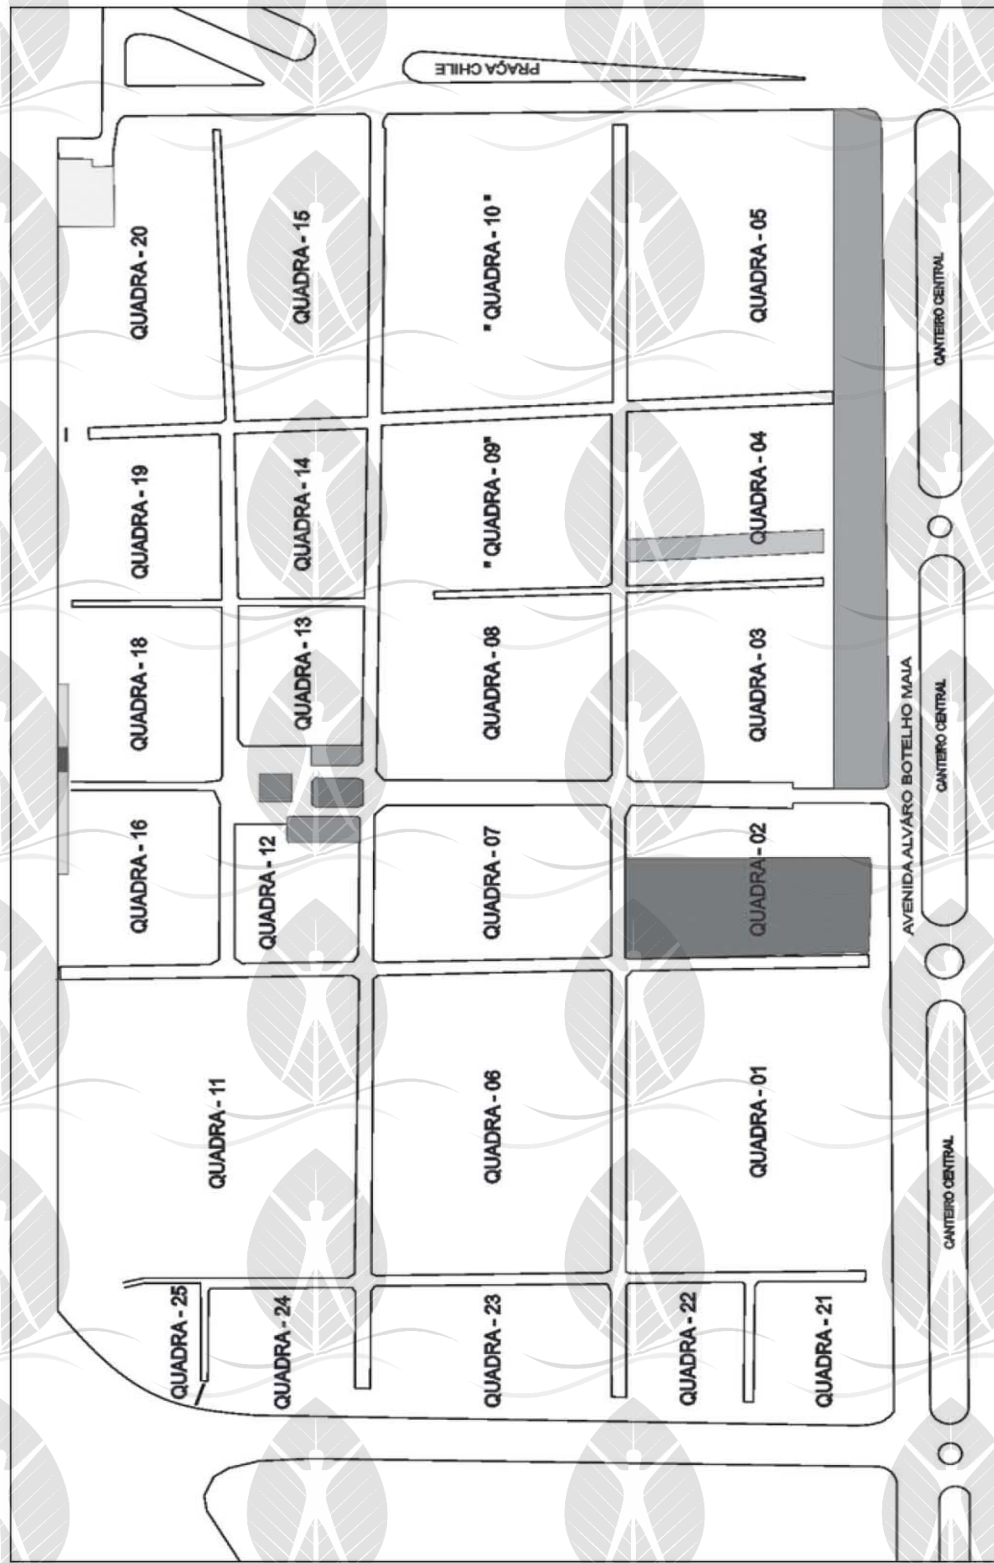 PRAÇA CHILE
QUADRA - 20
QUADRA - 15
" QUADRA - 10 "
QUADRA - 05
CANTEIRO CENTRAL
QUADRA - 19
QUADRA - 14
" QUADRA - 09"
QUADRA - 04
QUADRA - 18
QUADRA - 13
QUADRA - 08
QUADRA - 03
AVENIDA ALVÁRO BOTELHO MAIA
CANTEIRO CENTRAL
QUADRA - 16
QUADRA - 12
QUADRA - 07
QUADRA - 02
QUADRA - 11
QUADRA - 06
QUADRA - 01
CANTEIRO CENTRAL
QUADRA - 25
QUADRA - 24
QUADRA - 23
QUADRA - 22
QUADRA - 21